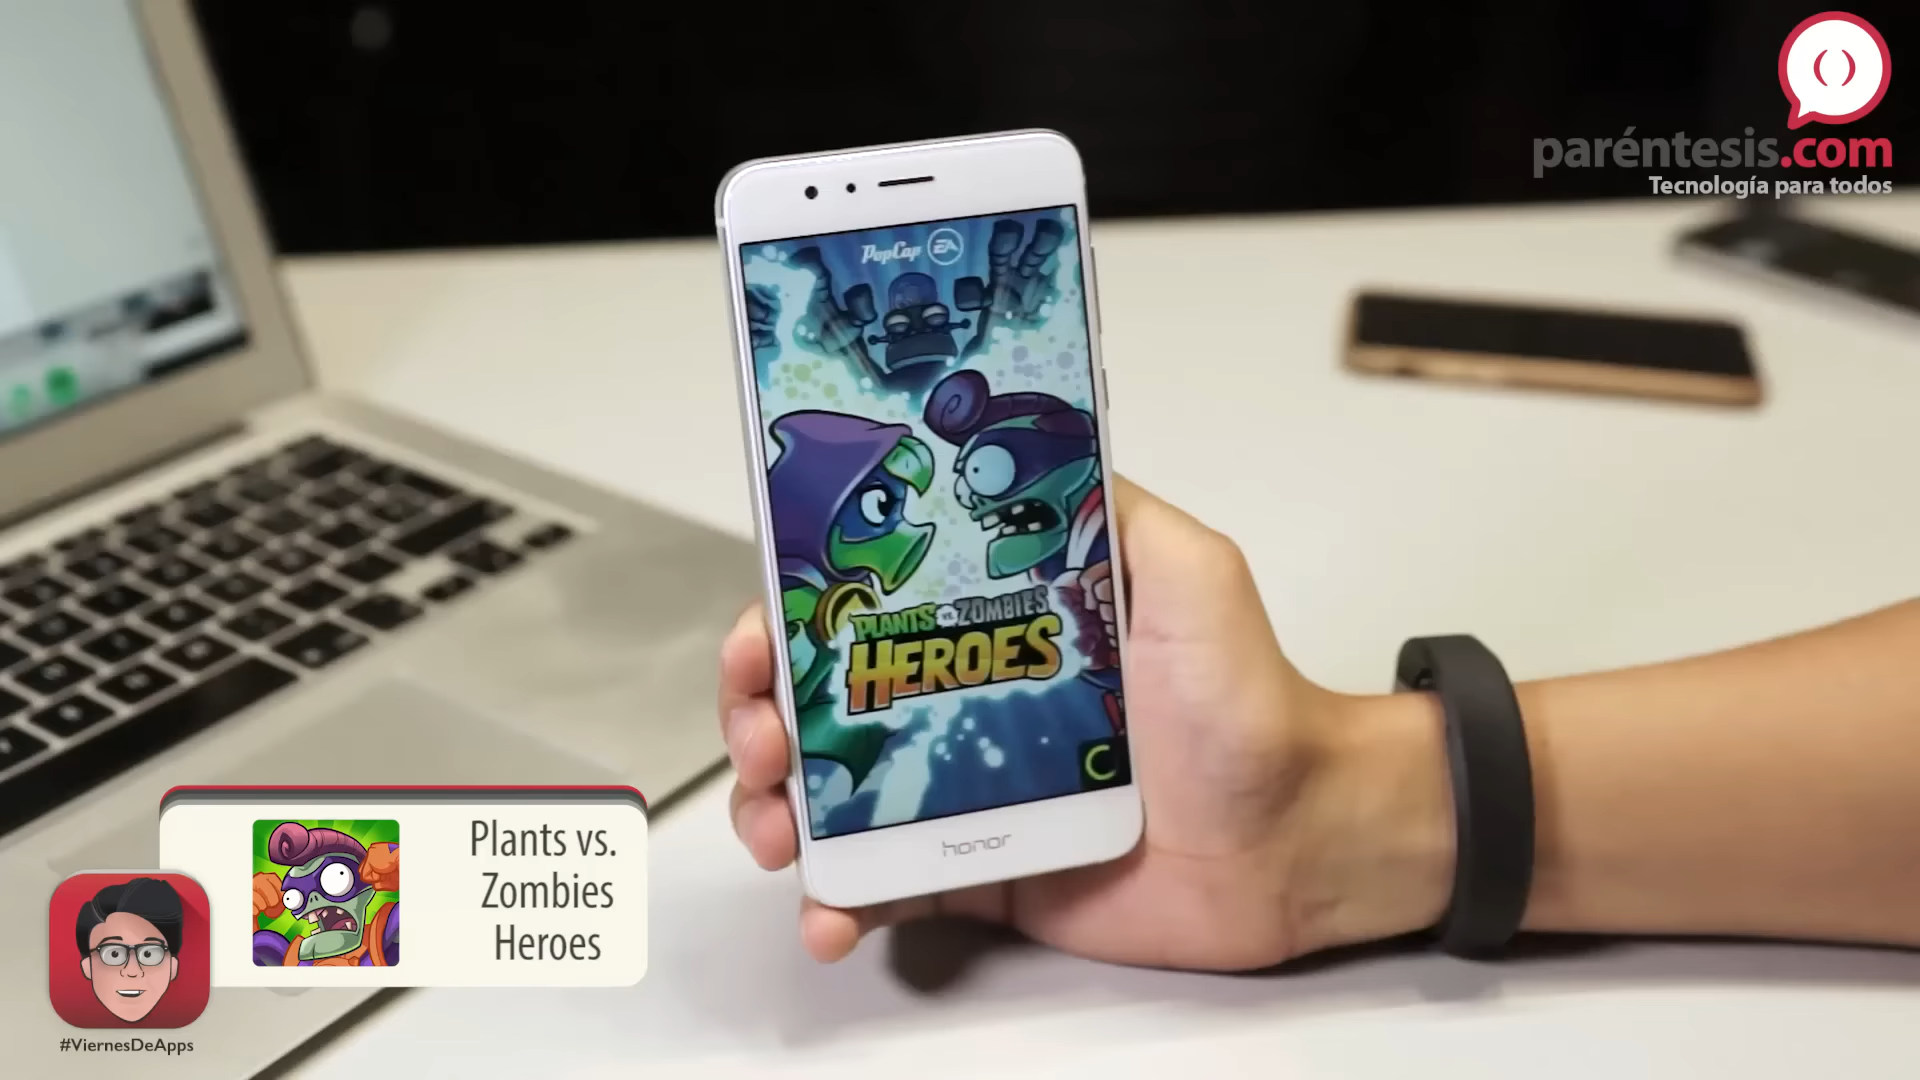 paréntesis.com
Tecnología para todos
PopCap EA
PLANTS VS. ZOMBIES
HEROES
honor
Plants vs.
Zombies
Heroes
#ViernesDeApps